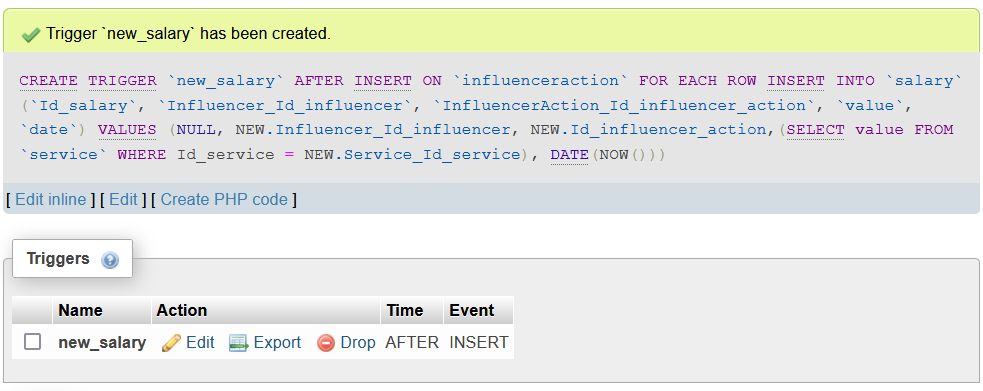 Trigger `new_salary` has been created.
CREATE TRIGGER `new_salary` AFTER INSERT ON `influenceraction` FOR EACH ROW INSERT INTO `salary`
(`Id_salary`, `Influencer_Id_influencer`, `InfluencerAction_Id_influencer_action`, `value`,
`date`) VALUES (NULL, NEW.Influencer_Id_influencer, NEW.Id_influencer_action,(SELECT value FROM
`service` WHERE Id_service = NEW.Service_Id_service), DATE(NOW()))
[ Edit inline ] [ Edit ] [ Create PHP code ]
Triggers
Name Action Time Event
new_salary Edit Export Drop AFTER INSERT